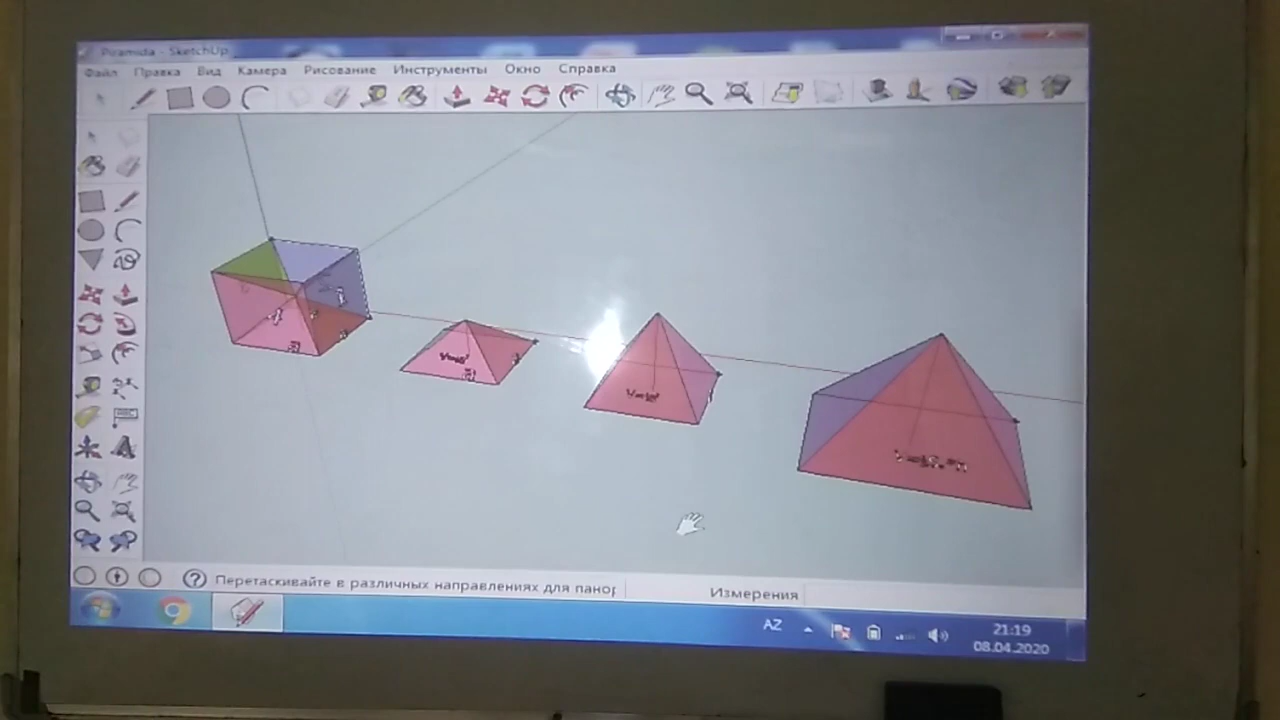 Piramida - SketchUp
Файл Правка Вид Камера Рисование Инструменты Окно Справка
ABC
Перетаскивайте в различных направлениях для панор
Измерения
AZ
21:19
08.04.2020